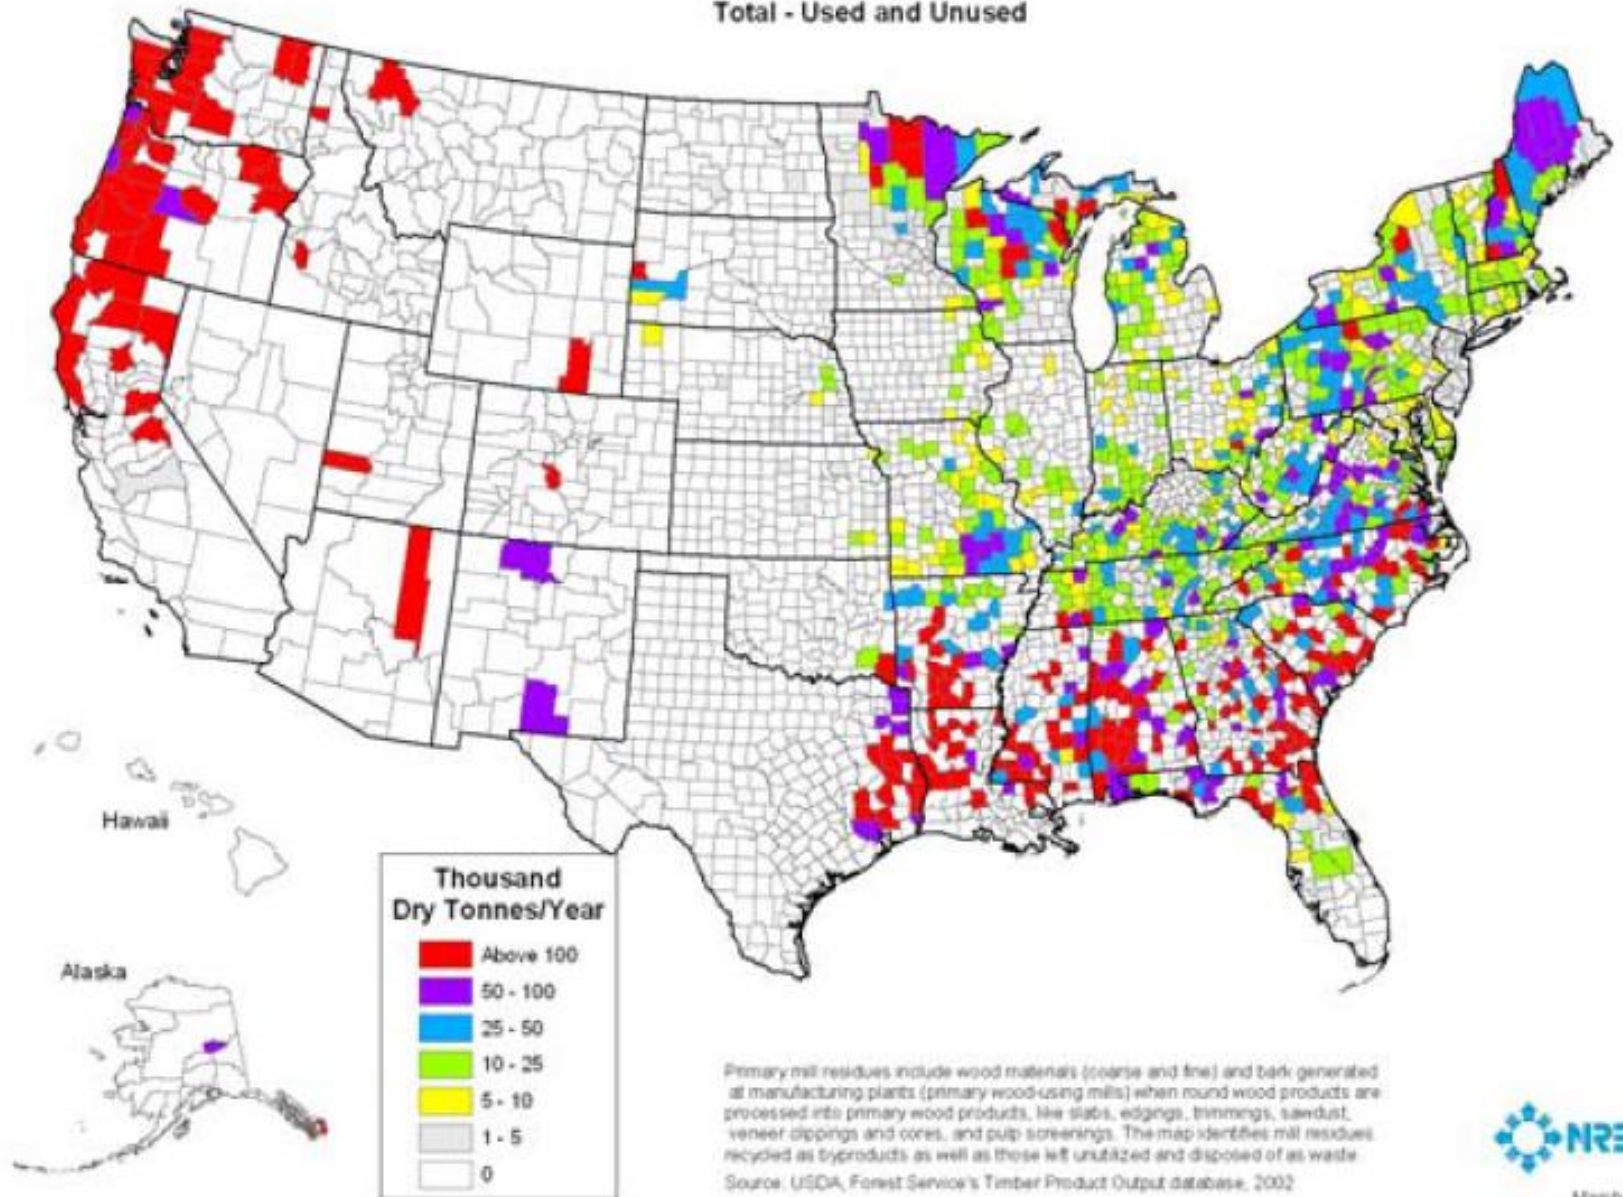 Total - Used and Unused
Hawaii
Alaska
Thousand
Dry Tonnes/Year
Above 100
50 - 100
25 - 50
10 - 25
5 - 10
1 - 5
0
Primary mill residues include wood materials (coarse and fine) and bark generated
at manufacturing plants (primary wood-using mills) when round wood products are
processed into primary wood products, like slabs, edgings, trimmings, sawdust,
veneer clippings and cores, and pulp screenings. The map identifies mill residues
recycled as byproducts as well as those left unutilized and disposed of as waste
Source: USDA, Forest Service's Timber Product Output database, 2002